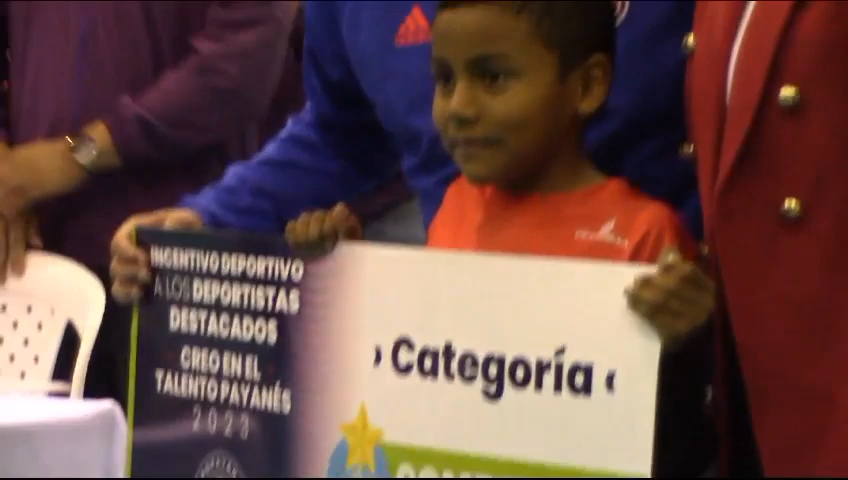 INCENTIVO DEPORTIVO
A LOS DEPORTISTAS
DESTACADOS
CREO EN EL
TALENTO PAYANÉS
2023
› Categoría ‹